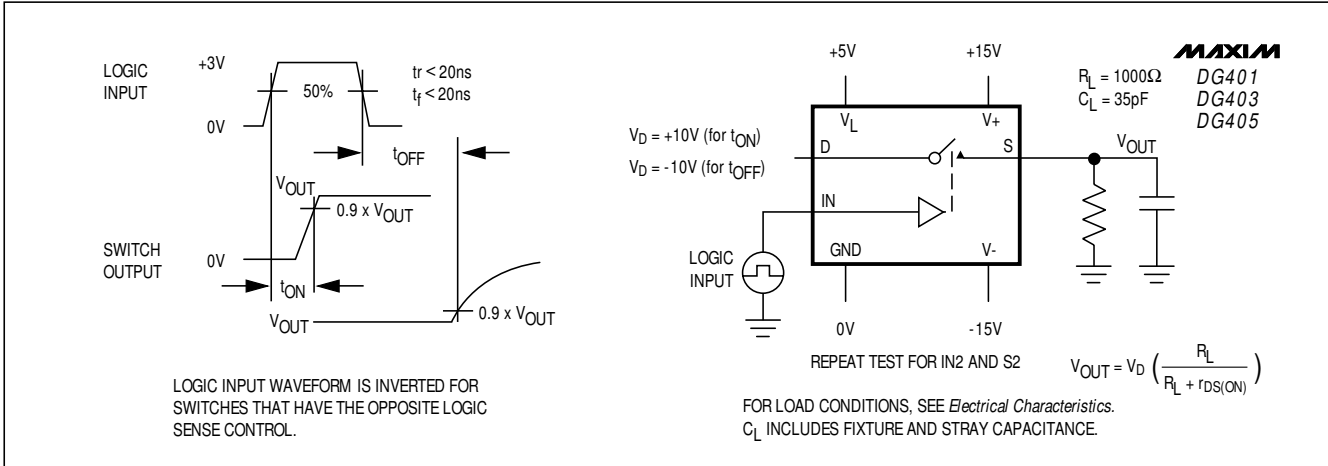 LOGIC
INPUT
+3V
0V
50%
tr < 20ns
tf < 20ns
tOFF
VOUT
0.9 x VOUT
SWITCH
OUTPUT
0V
tON
VOUT
0.9 x VOUT
LOGIC INPUT WAVEFORM IS INVERTED FOR
SWITCHES THAT HAVE THE OPPOSITE LOGIC
SENSE CONTROL.
+5V
+15V
MAXIM
RL = 1000Ω
CL = 35pF
DG401
DG403
DG405
VL
V+
VD = +10V (for tON)
VD = -10V (for tOFF)
D
S
VOUT
IN
GND
V-
LOGIC
INPUT
0V
-15V
REPEAT TEST FOR IN2 AND S2
VOUT = VD ( RL / RL + rDS(ON) )
FOR LOAD CONDITIONS, SEE Electrical Characteristics.
CL INCLUDES FIXTURE AND STRAY CAPACITANCE.